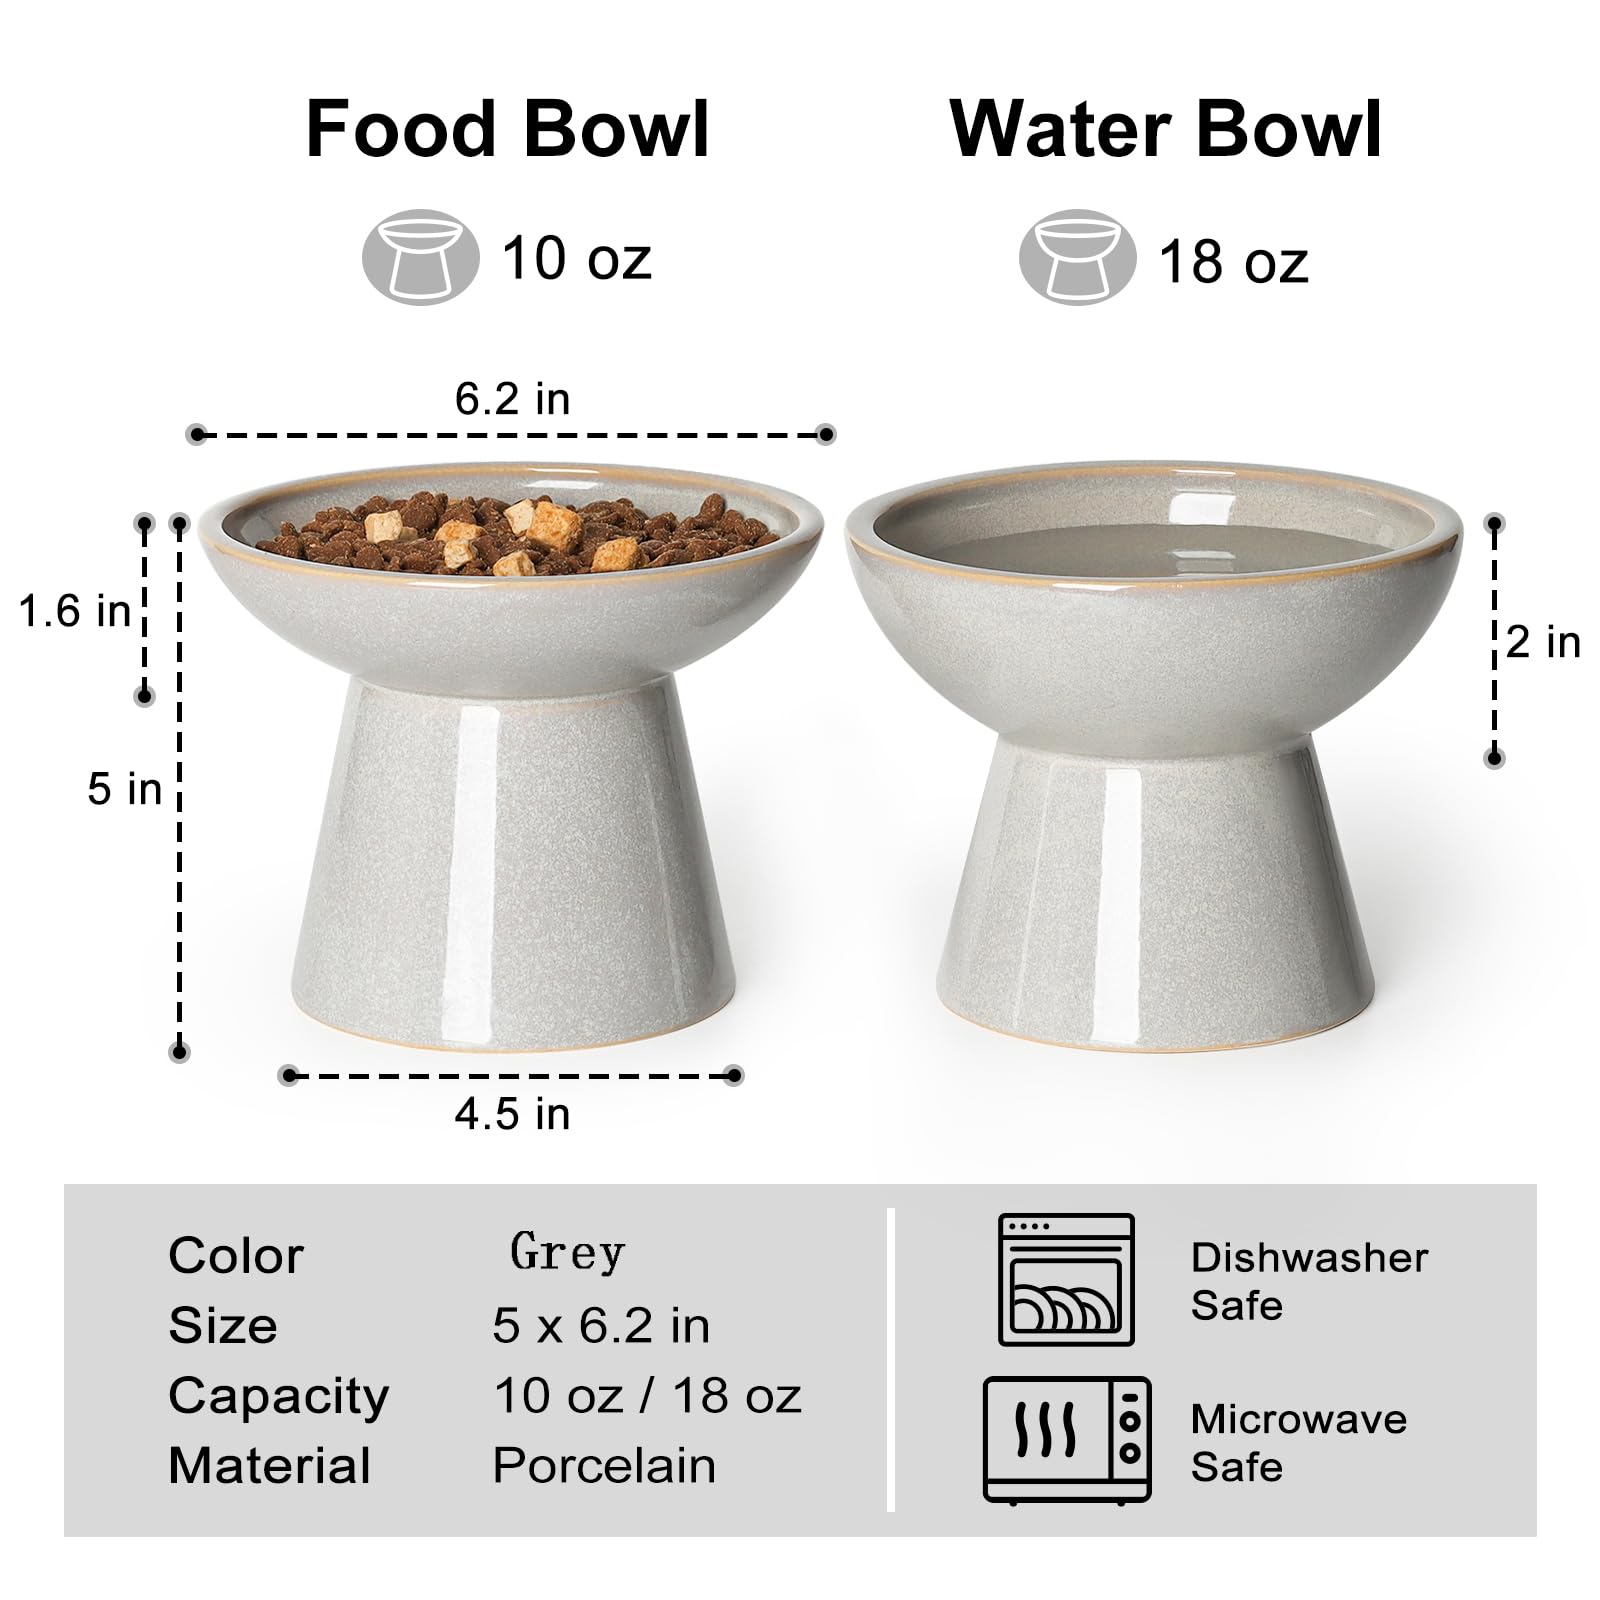 Food Bowl
Water Bowl
10 oz
18 oz
6.2 in
1.6 in
2 in
5 in
4.5 in
Color Grey
Size 5 x 6.2 in
Capacity 10 oz / 18 oz
Material Porcelain
Dishwasher
Safe
Microwave
Safe